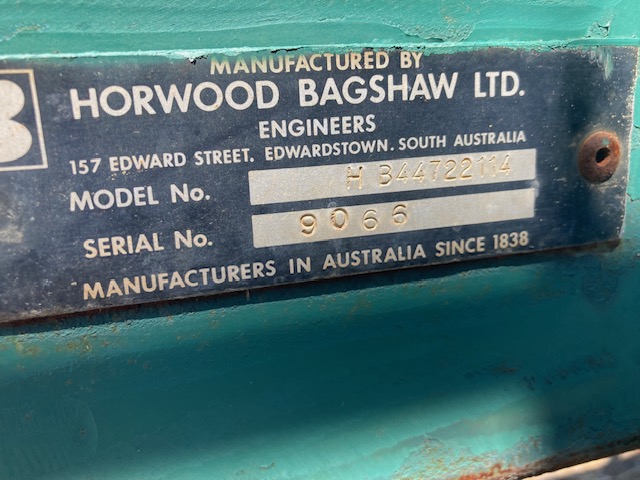 MANUFACTURED BY
B
HORWOOD BAGSHAW LTD.
ENGINEERS
157 EDWARD STREET. EDWARDSTOWN. SOUTH AUSTRALIA
MODEL No. H 344722114
SERIAL No. 9066
MANUFACTURERS IN AUSTRALIA SINCE 1838